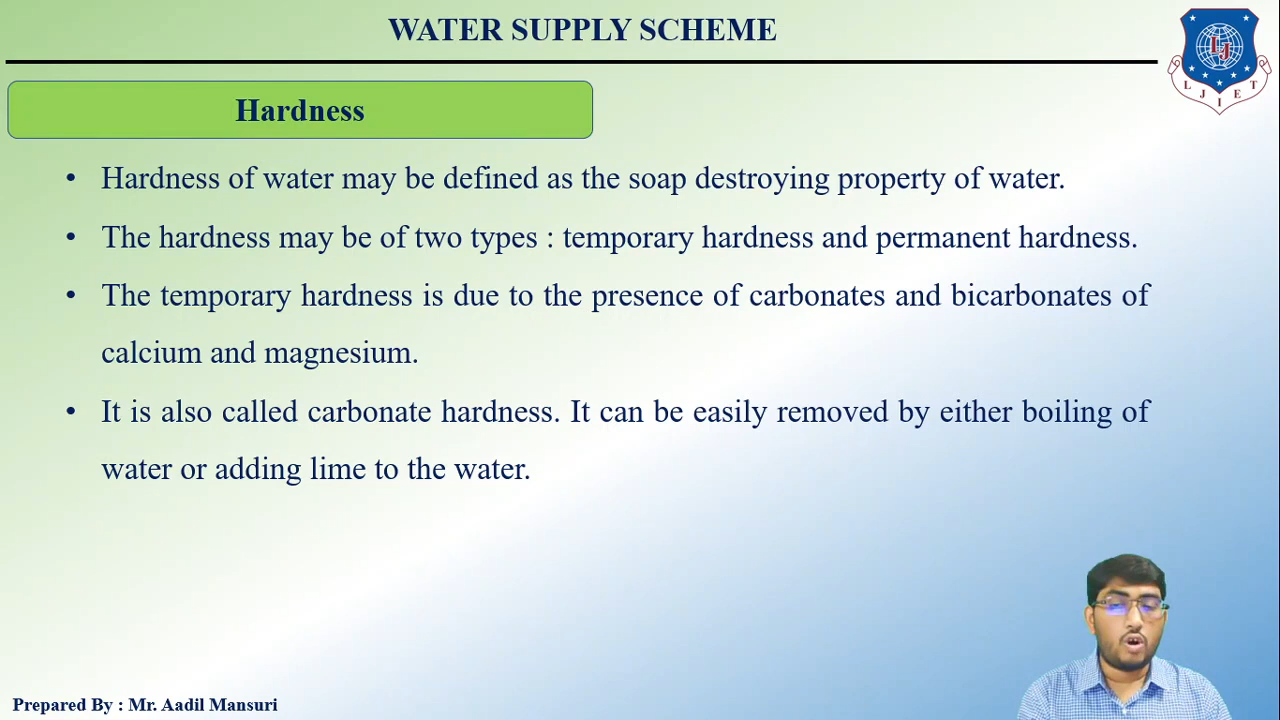 WATER SUPPLY SCHEME
LJIET
Hardness
• Hardness of water may be defined as the soap destroying property of water.
• The hardness may be of two types : temporary hardness and permanent hardness.
• The temporary hardness is due to the presence of carbonates and bicarbonates of
calcium and magnesium.
• It is also called carbonate hardness. It can be easily removed by either boiling of
water or adding lime to the water.
Prepared By : Mr. Aadil Mansuri